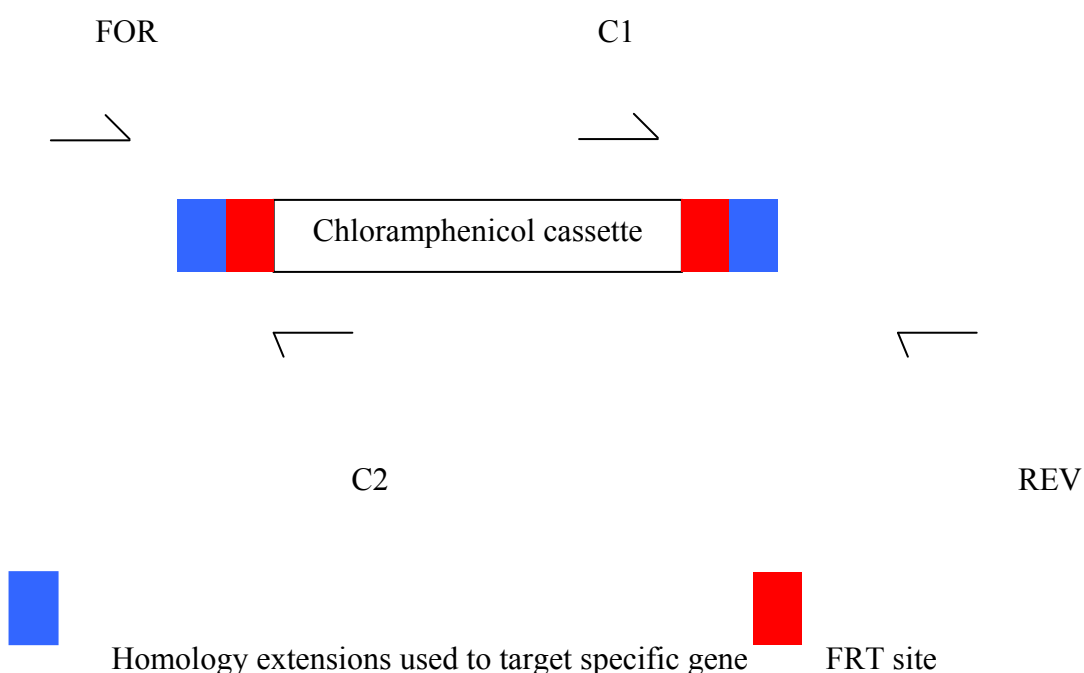 FOR C1
Chloramphenicol cassette
C2 REV
Homology extensions used to target specific gene FRT site